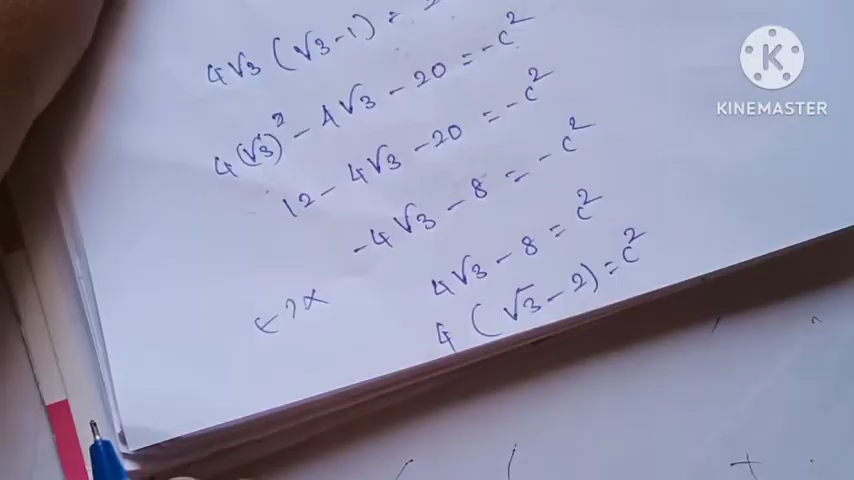 4√3 (√3-1) =
4(√3)² - 4√3 - 20 = -c²
12 - 4√3 - 20 = -c²
-4√3 - 8 = -c²
4√3 - 8 = c²
4 (√3 - 2) = c²
K
KINEMASTER